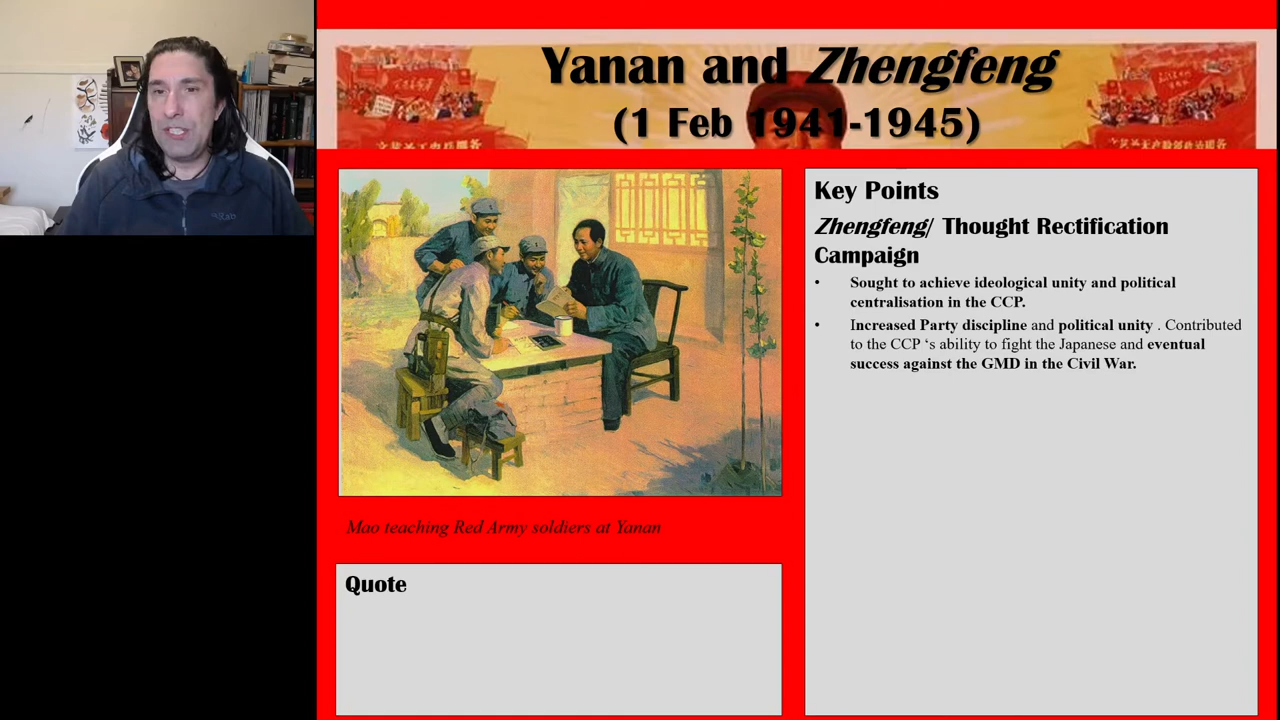 Yanan and Zhengfeng
(1 Feb 1941-1945)
Mao teaching Red Army soldiers at Yanan
Quote
Key Points
Zhengfeng/ Thought Rectification
Campaign
• Sought to achieve ideological unity and political
centralisation in the CCP.
• Increased Party discipline and political unity . Contributed
to the CCP ‘s ability to fight the Japanese and eventual
success against the GMD in the Civil War.